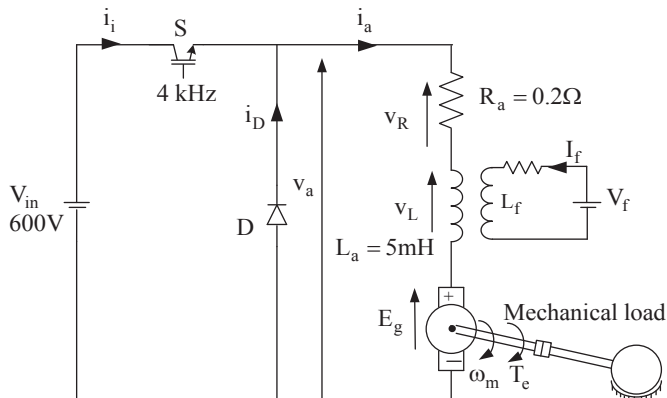 i_i
S
i_a
4 kHz
R_a = 0.2Ω
v_R
i_D
I_f
V_in
600V
v_a
D
v_L
L_f
V_f
L_a = 5mH
+
E_g
Mechanical load
−
ω_m
T_e